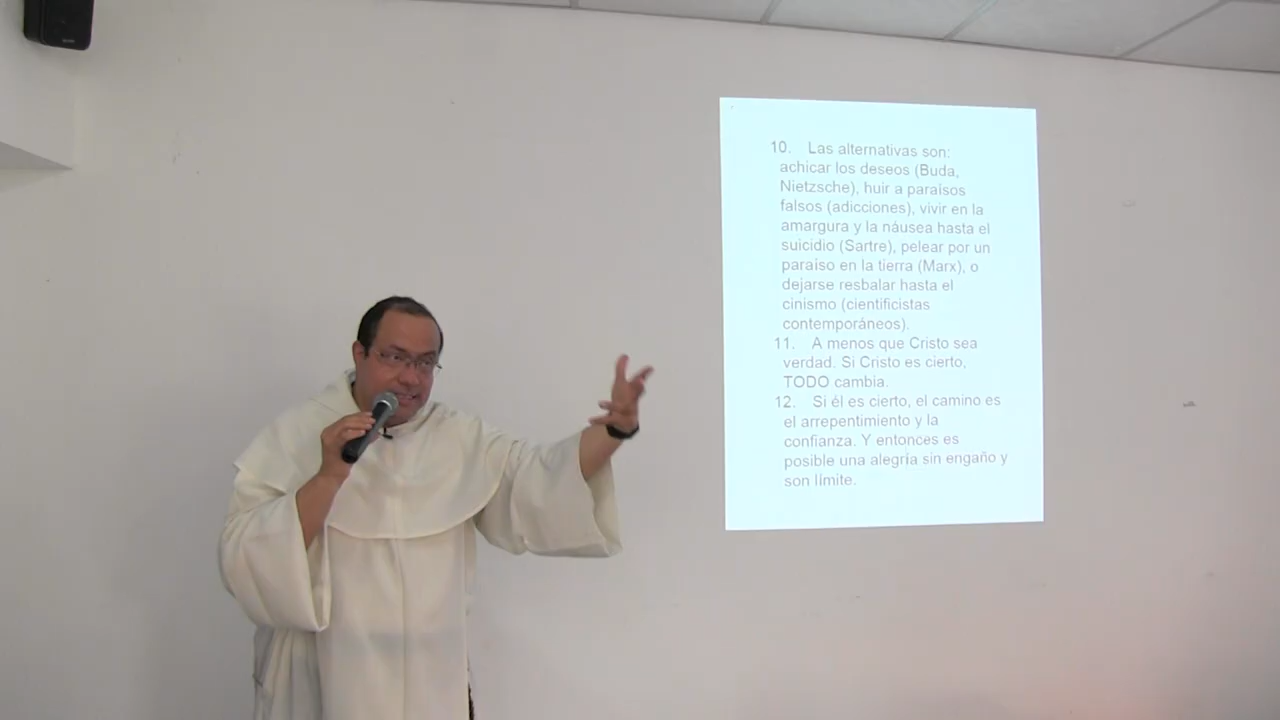 10. Las alternativas son:
achicar los deseos (Buda,
Nietzsche), huir a paraísos
falsos (adicciones), vivir en la
amargura y la náusea hasta el
suicidio (Sartre), pelear por un
paraíso en la tierra (Marx), o
dejarse resbalar hasta el
cinismo (cientificistas
contemporáneos).
11. A menos que Cristo sea
verdad. Si Cristo es cierto,
TODO cambia.
12. Si él es cierto, el camino es
el arrepentimiento y la
confianza. Y entonces es
posible una alegría sin engaño y
son límite.